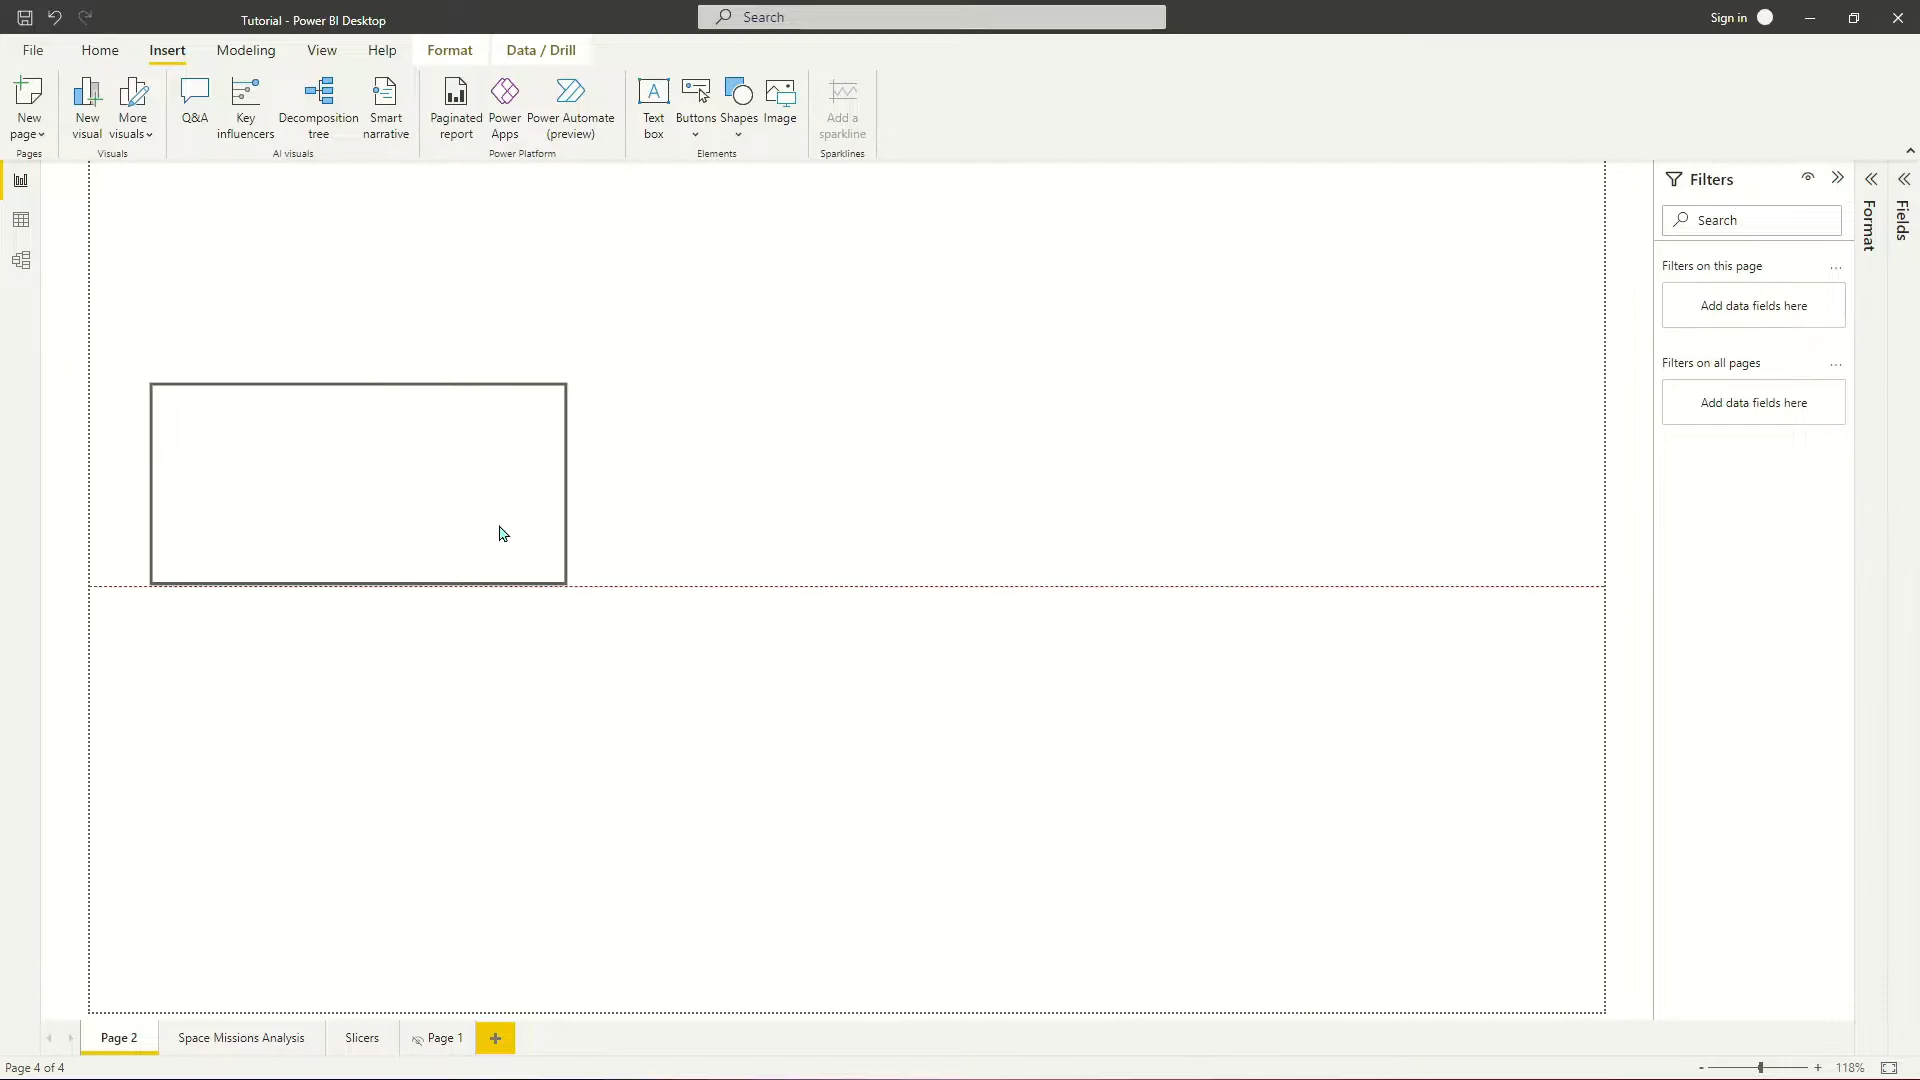 Tutorial - Power BI Desktop
Search
Sign in
File
Home
Insert
Modeling
View
Help
Format
Data / Drill
New page
New visual
More visuals
Q&A
Key influencers
Decomposition tree
Smart narrative
Paginated report
Power Apps
Power Automate (preview)
Text box
Buttons
Shapes
Image
Add a sparkline
Pages
Visuals
AI visuals
Power Platform
Elements
Sparklines
Filters
Search
Filters on this page
...
Add data fields here
Filters on all pages
...
Add data fields here
Format
Fields
Page 2
Space Missions Analysis
Slicers
Page 1
+
Page 4 of 4
-
+
118%